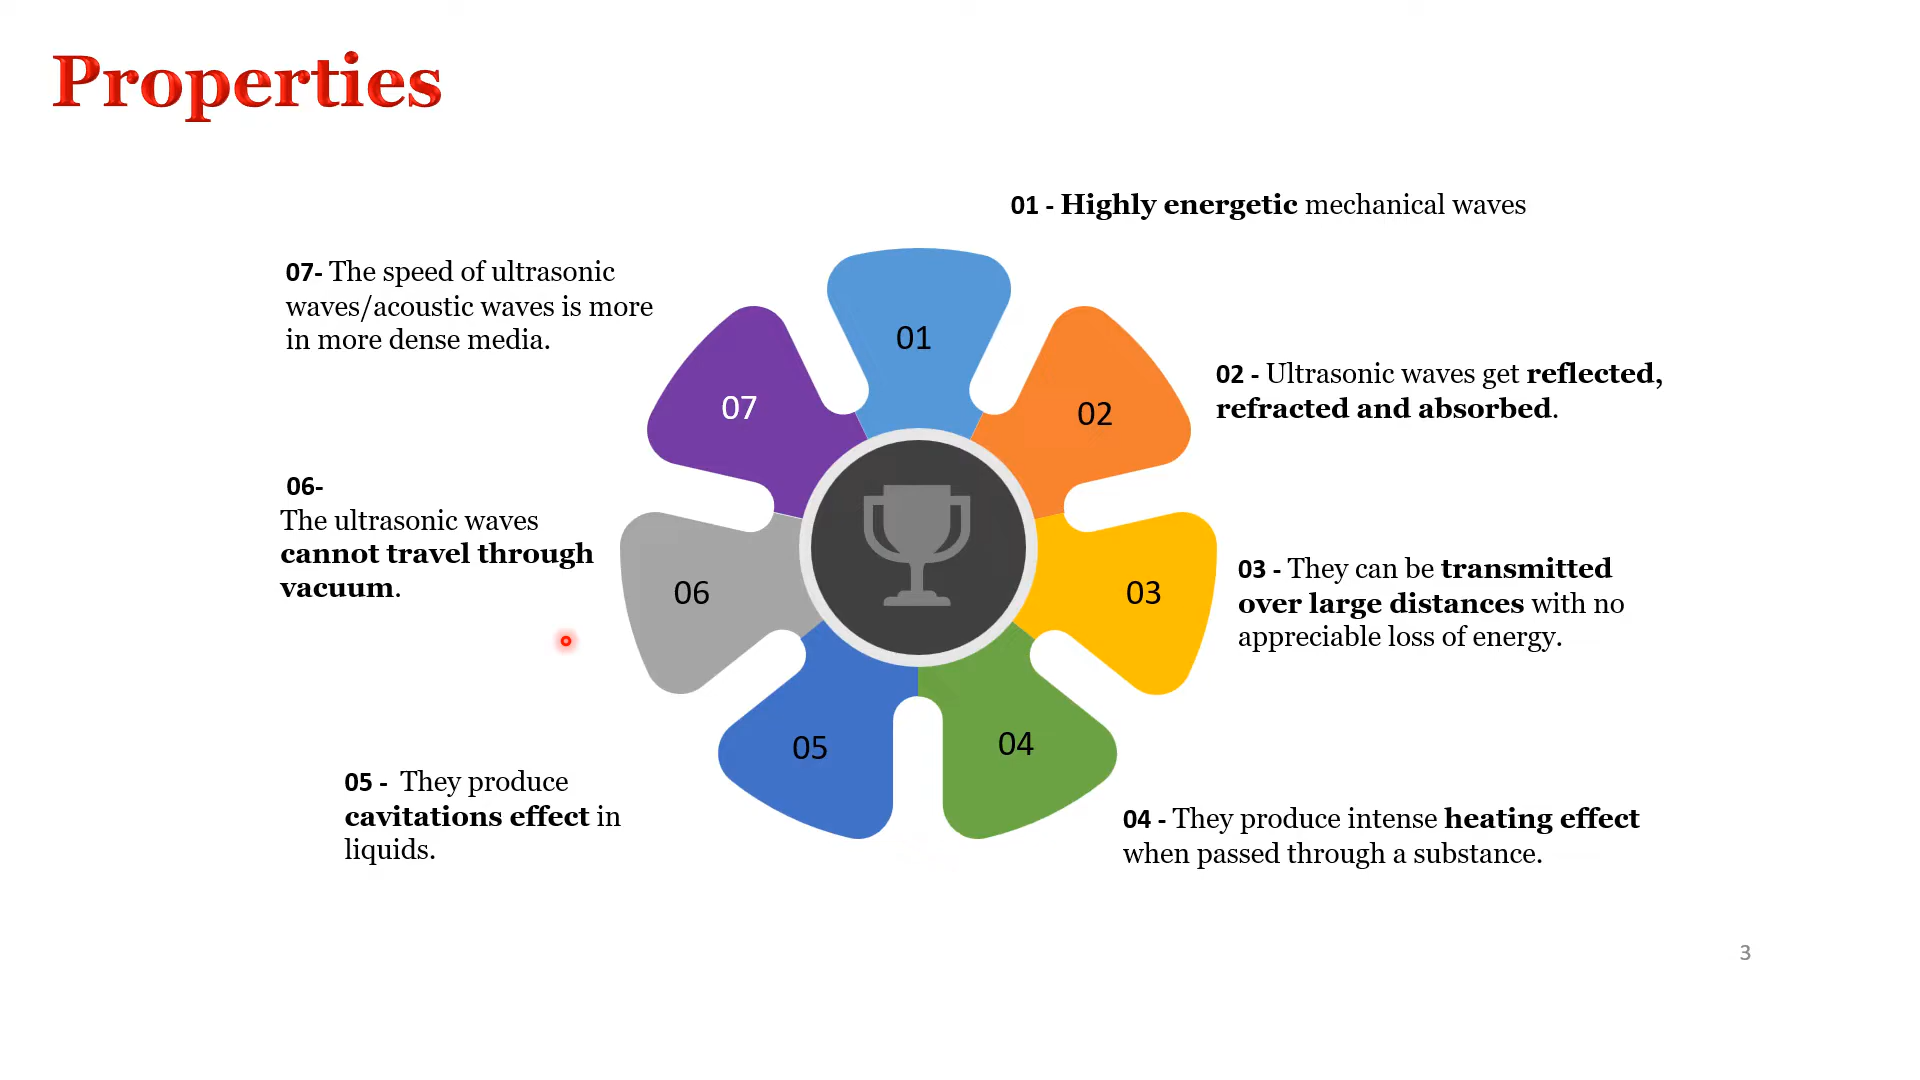 Properties
01 - Highly energetic mechanical waves
02 - Ultrasonic waves get reflected,
refracted and absorbed.
03 - They can be transmitted
over large distances with no
appreciable loss of energy.
04 - They produce intense heating effect
when passed through a substance.
05 -  They produce
cavitations effect in
liquids.
06-
The ultrasonic waves
cannot travel through
vacuum.
07- The speed of ultrasonic
waves/acoustic waves is more
in more dense media.
01
02
03
04
05
06
07
3